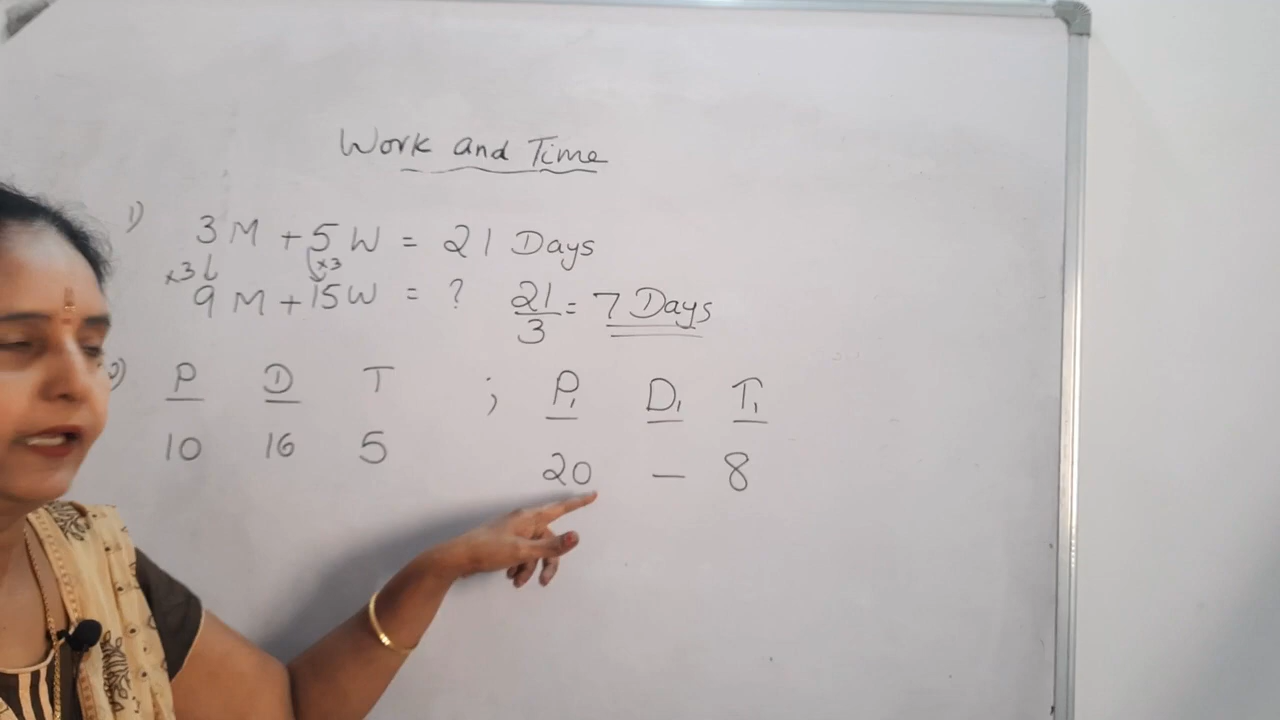 Work and Time
1) 3 M + 5 W = 21 Days
×3 ×3
9 M + 15 W = ? 21/3 = 7 Days
P D T ; P₁ D₁ T₁
10 16 5 20 — 8